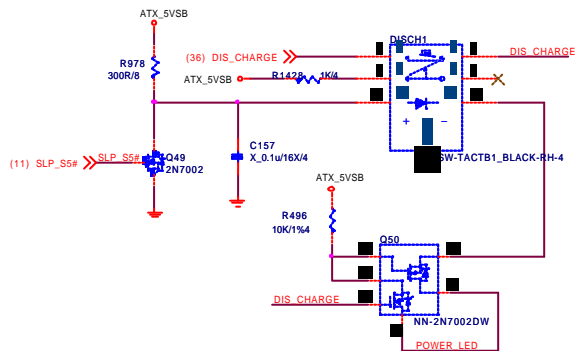 ATX_5VSB
DISCH1
R978
300R/8
(36) DIS_CHARGE
DIS_CHARGE
ATX_5VSB
R1428
1K/4
(11) SLP_S5#
SLP_S5#
Q49
2N7002
C157
X_0.1u/16X/4
+ −
SW-TACTB1_BLACK-RH-4
ATX_5VSB
R496
10K/1%4
Q50
DIS_CHARGE
NN-2N7002DW
POWER_LED